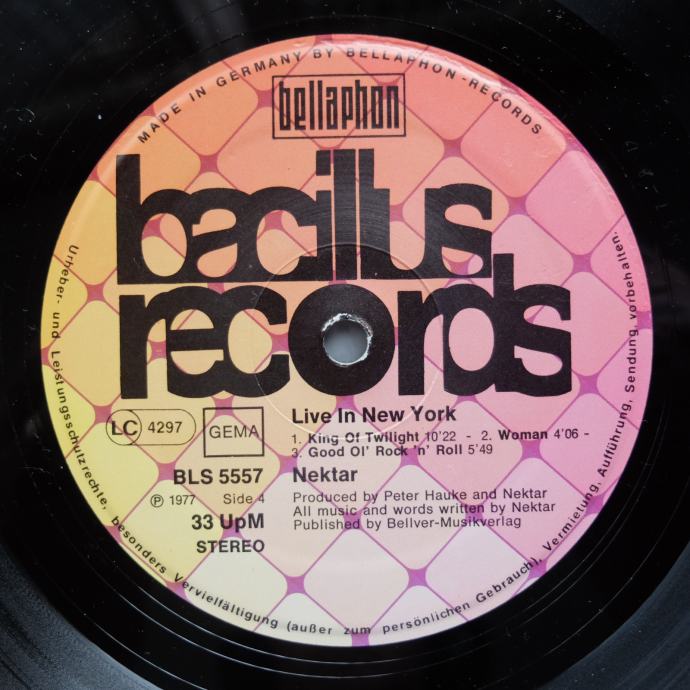 MADE IN GERMANY BY BELLAPHON-RECORDS
bellaphon
bacillus
records
LC 4297
GEMA
BLS 5557
℗ 1977 Side 4
33 UpM
STEREO
Live In New York
1. King Of Twilight 10'22 - 2. Woman 4'06 -
3. Good Ol' Rock 'n' Roll 5'49
Nektar
Produced by Peter Hauke and Nektar
All music and words written by Nektar
Published by Bellver-Musikverlag
Urheber- und Leistungsschutzrechte, besonders Vervielfältigung (außer zum persönlichen Gebrauch), Vermietung, Aufführung, Sendung, vorbehalten.